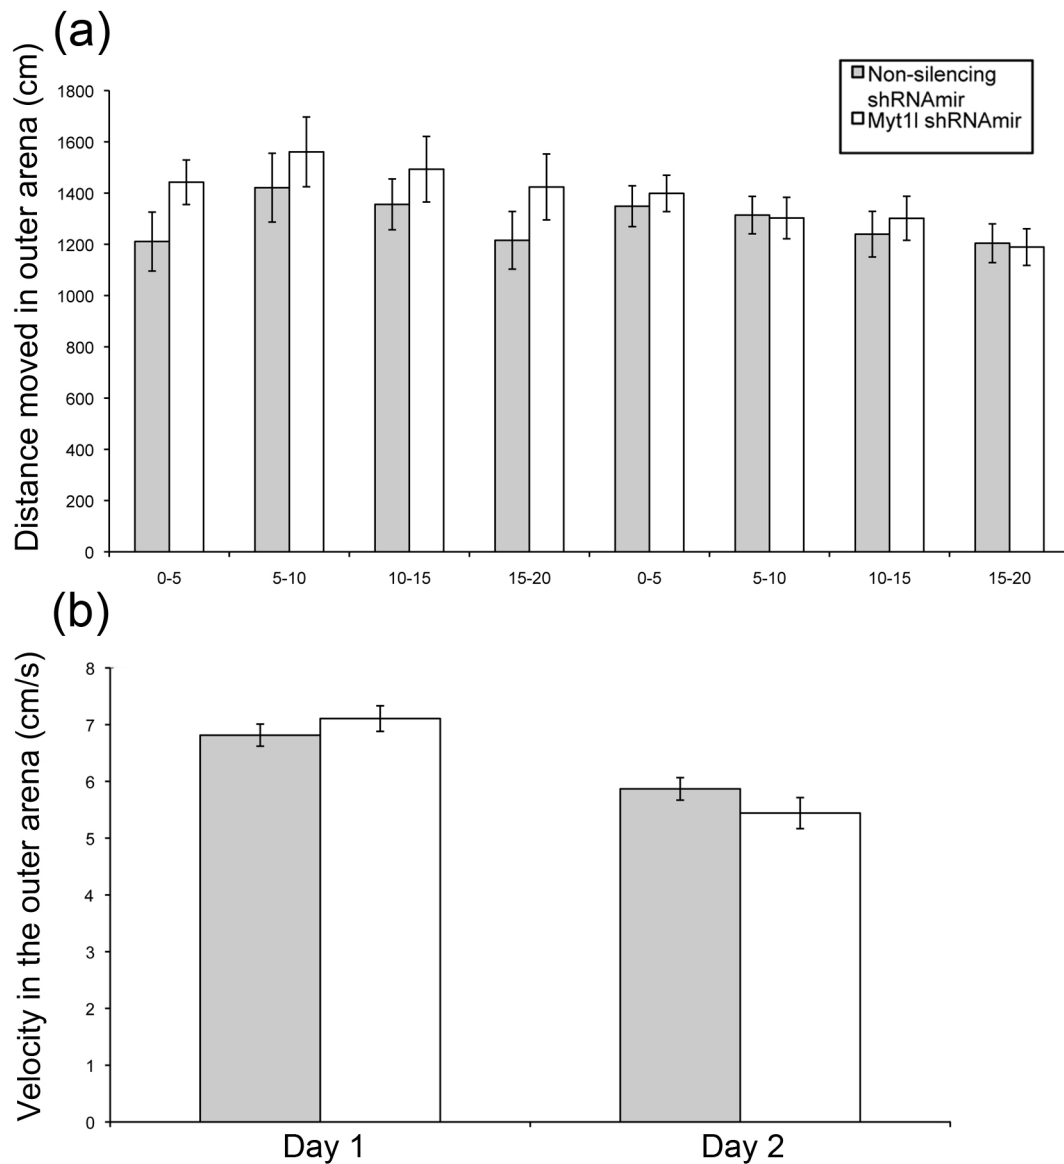 (a)
Distance moved in outer arena (cm)
1800
1600
1400
1200
1000
800
600
400
200
0
Non-silencing
shRNAmir
Myt1l shRNAmir
0-5 5-10 10-15 15-20 0-5 5-10 10-15 15-20
(b)
Velocity in the outer arena (cm/s)
8
7
6
5
4
3
2
1
0
Day 1 Day 2